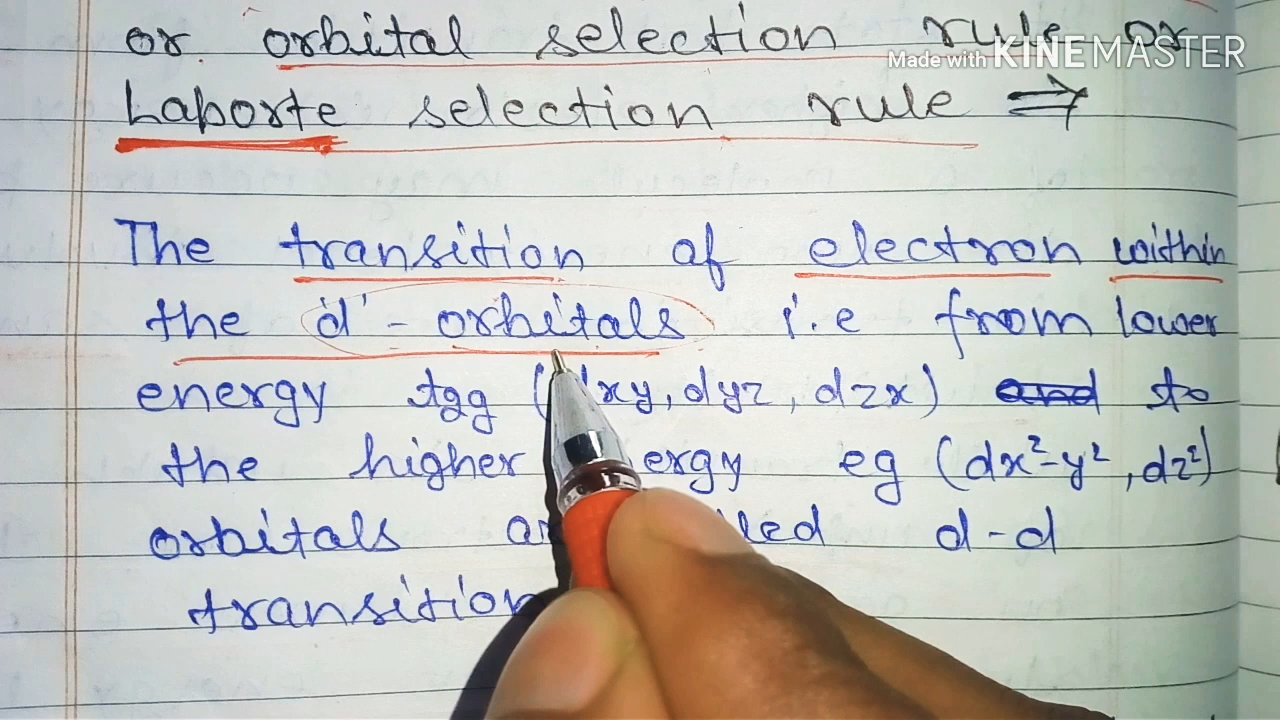 or orbital selection rule or
Made with KINEMASTER
Laporte selection rule ⇒
The transition of electron within
the 'd' - orbitals i.e from lower
energy t2g (dxy, dyz, dzx) and to
the higher ergy eg (dx²-y², dz²)
orbitals d-d
transition